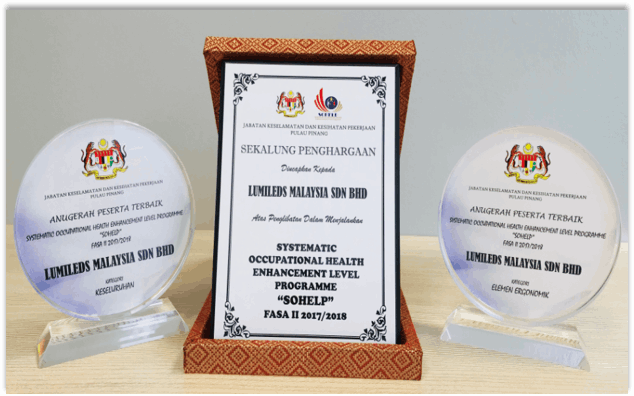 JABATAN KESELAMATAN DAN KESIHATAN PEKERJAAN
PULAU PINANG
ANUGERAH PESERTA TERBAIK
SYSTEMATIC OCCUPATIONAL HEALTH ENHANCEMENT LEVEL PROGRAMME
"SOHELP"
FASA II 2017/2018
LUMILEDS MALAYSIA SDN BHD
KATEGORI
KESELURUHAN
SOHELP
JABATAN KESELAMATAN DAN KESIHATAN PEKERJAAN
PULAU PINANG
SEKALUNG PENGHARGAAN
Diucapkan Kepada
LUMILEDS MALAYSIA SDN BHD
Atas Penglibatan Dalam Menjalankan
SYSTEMATIC
OCCUPATIONAL HEALTH
ENHANCEMENT LEVEL
PROGRAMME
"SOHELP"
FASA II 2017/2018
JABATAN KESELAMATAN DAN KESIHATAN PEKERJAAN
PULAU PINANG
ANUGERAH PESERTA TERBAIK
SYSTEMATIC OCCUPATIONAL HEALTH ENHANCEMENT LEVEL PROGRAMME
"SOHELP"
FASA II 2017/2018
LUMILEDS MALAYSIA SDN BHD
KATEGORI
ELEMEN ERGONOMIK